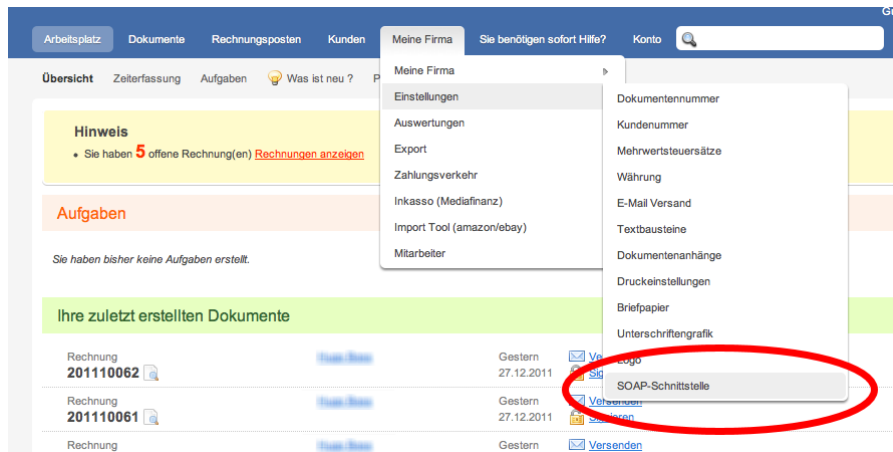 Arbeitsplatz Dokumente Rechnungsposten Kunden Meine Firma Sie benötigen sofort Hilfe? Konto
Übersicht Zeiterfassung Aufgaben Was ist neu ? P
Meine Firma
Einstellungen
Auswertungen
Export
Zahlungsverkehr
Inkasso (Mediafinanz)
Import Tool (amazon/ebay)
Mitarbeiter
Dokumentennummer
Kundenummer
Mehrwertsteuersätze
Währung
E-Mail Versand
Textbausteine
Dokumentenanhänge
Druckeinstellungen
Briefpapier
Unterschriftengrafik
Logo
SOAP-Schnittstelle
Hinweis
• Sie haben 5 offene Rechnung(en) Rechnungen anzeigen
Aufgaben
Sie haben bisher keine Aufgaben erstellt.
Ihre zuletzt erstellten Dokumente
Rechnung Gestern
201110062 27.12.2011
Rechnung Gestern Versenden
201110061 27.12.2011 Signieren
Rechnung Gestern Versenden